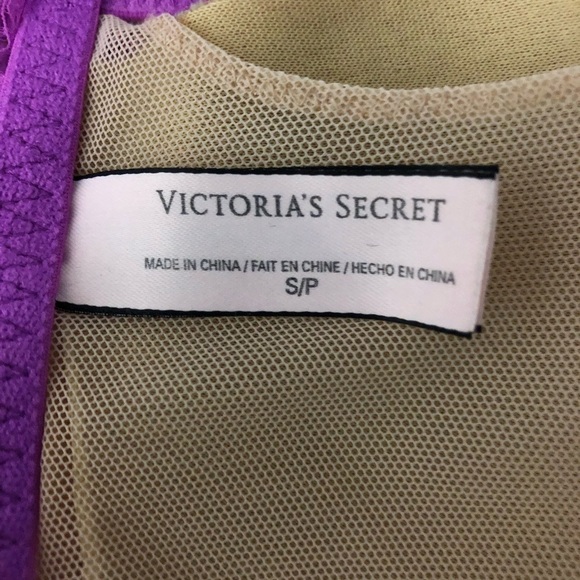 VICTORIA'S SECRET
MADE IN CHINA / FAIT EN CHINE / HECHO EN CHINA
S/P